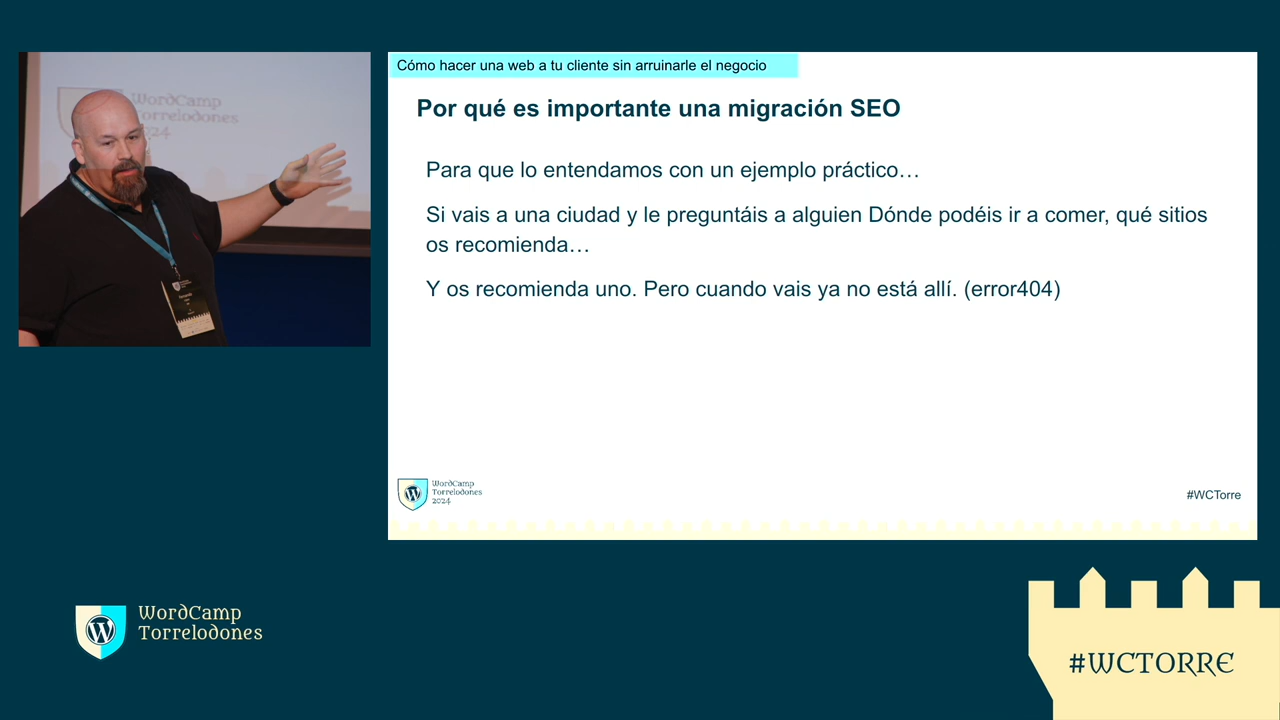 WordCamp
Torrelodones
2024
Cómo hacer una web a tu cliente sin arruinarle el negocio
Por qué es importante una migración SEO
Para que lo entendamos con un ejemplo práctico…
Si vais a una ciudad y le preguntáis a alguien Dónde podéis ir a comer, qué sitios
os recomienda…
Y os recomienda uno. Pero cuando vais ya no está allí. (error404)
WordCamp
Torrelodones
2024
#WCTorre
WordCamp
Torrelodones
#WCTORRE